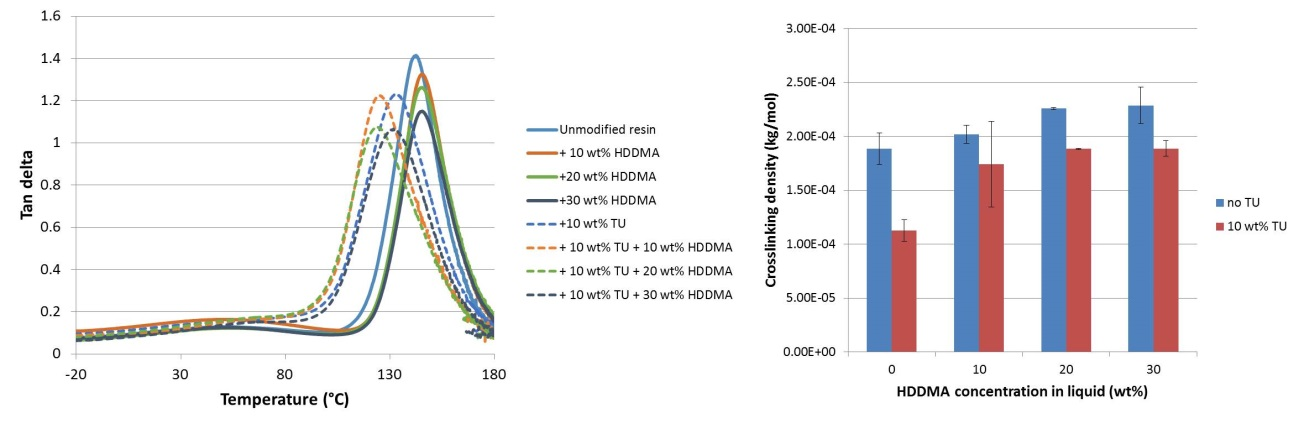 1.6
1.4
1.2
1
0.8
0.6
0.4
0.2
0
Tan delta
-20 30 80 130 180
Temperature (°C)
Unmodified resin
+ 10 wt% HDDMA
+20 wt% HDDMA
+30 wt% HDDMA
+10 wt% TU
+ 10 wt% TU + 10 wt% HDDMA
+ 10 wt% TU + 20 wt% HDDMA
+ 10 wt% TU + 30 wt% HDDMA
3.00E-04
2.50E-04
2.00E-04
1.50E-04
1.00E-04
5.00E-05
0.00E+00
Crosslinking density (kg/mol)
0 10 20 30
HDDMA concentration in liquid (wt%)
no TU
10 wt% TU